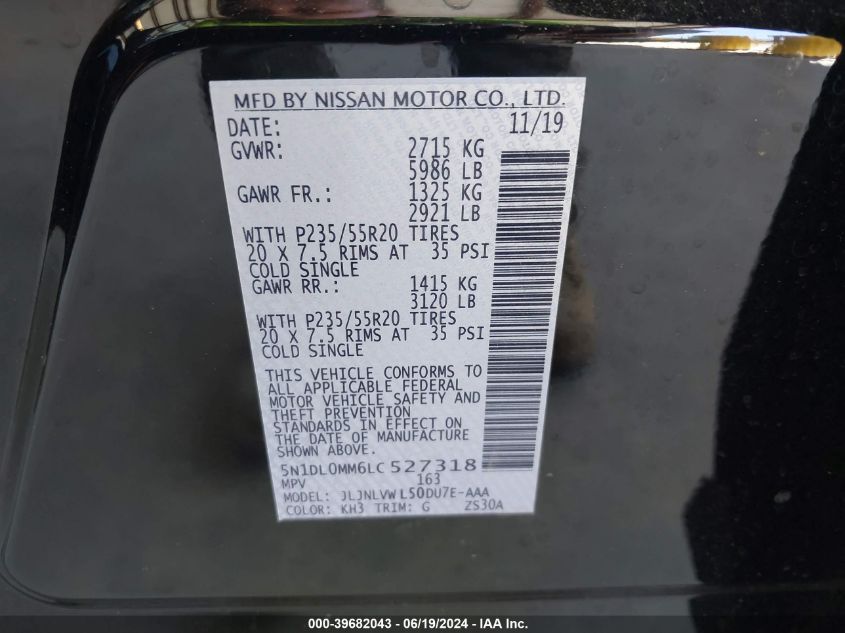 MFD BY NISSAN MOTOR CO., LTD.
DATE: 11/19
GVWR: 2715 KG
5986 LB
GAWR FR.: 1325 KG
2921 LB
WITH P235/55R20 TIRES
20 X 7.5 RIMS AT 35 PSI
COLD SINGLE
GAWR RR.: 1415 KG
3120 LB
WITH P235/55R20 TIRES
20 X 7.5 RIMS AT 35 PSI
COLD SINGLE
THIS VEHICLE CONFORMS TO
ALL APPLICABLE FEDERAL
MOTOR VEHICLE SAFETY AND
THEFT PREVENTION
STANDARDS IN EFFECT ON
THE DATE OF MANUFACTURE
SHOWN ABOVE.
5N1DL0MM6LC527318
MPV 163
MODEL: JLJNLVWL50DU7E-AAA
COLOR: KH3 TRIM: G ZS30A
000-39682043 - 06/19/2024 - IAA Inc.